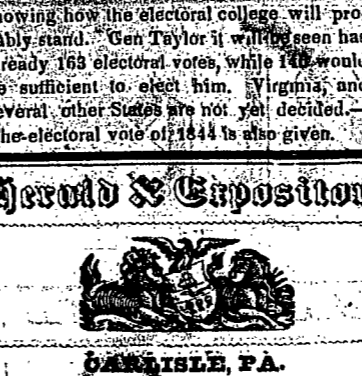 howing how the electoral college will pro-
ably stand. Gen Taylor it will be seen has
ready 163 electoral votes, while 146 would
e sufficient to elect him. Virginia, and
everal other States are not yet decided.—
he electoral vote of 1844 is also given.
Herald & Expositor
CARLISLE, PA.